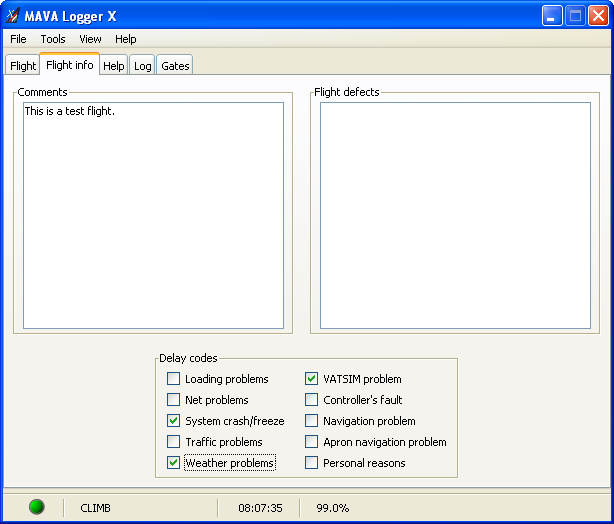 MAVA Logger X
File Tools View Help
Flight Flight info Help Log Gates
Comments Flight defects
This is a test flight.
Delay codes
Loading problems VATSIM problem
Net problems Controller's fault
System crash/freeze Navigation problem
Traffic problems Apron navigation problem
Weather problems Personal reasons
CLIMB 08:07:35 99.0%